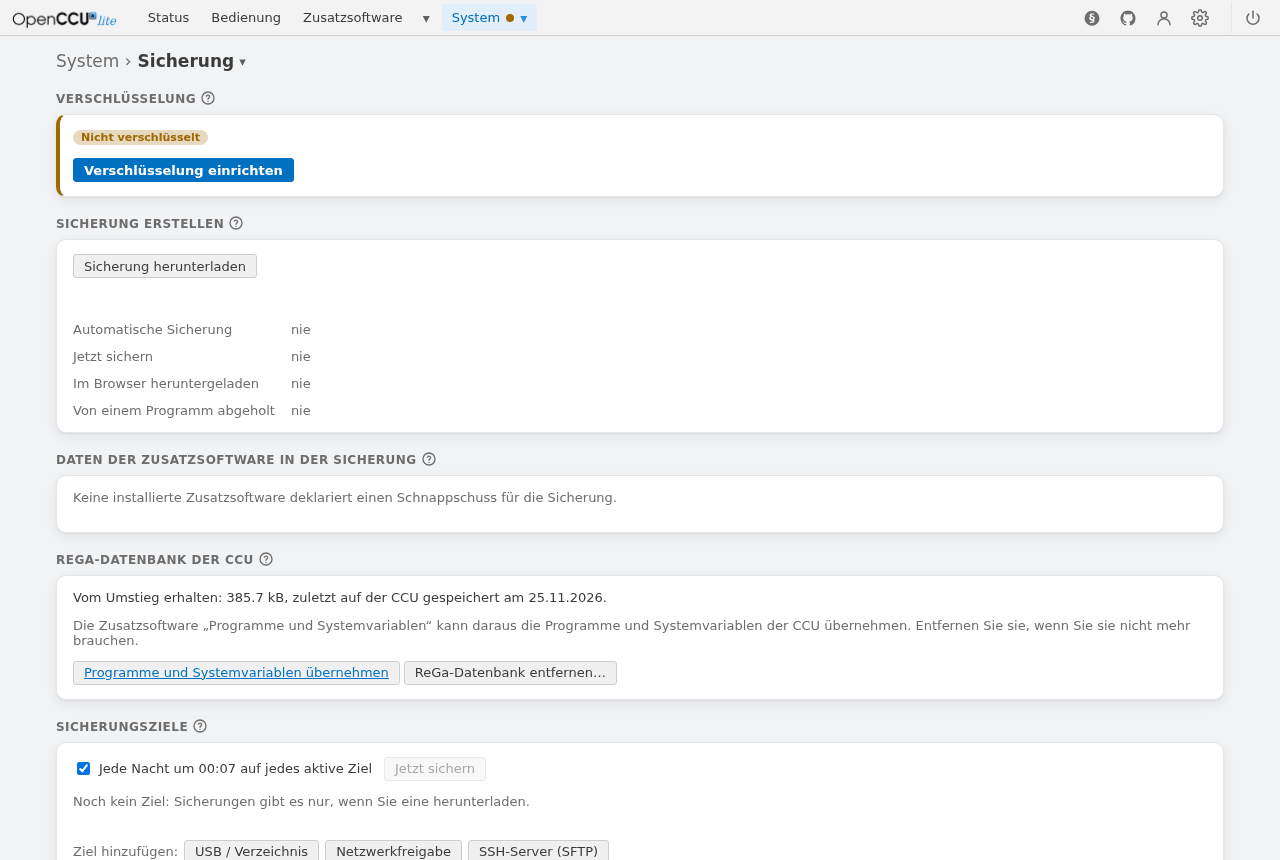 OpenCCU lite Status Bedienung Zusatzsoftware ▾ System ▾
System › Sicherung ▾
VERSCHLÜSSELUNG
Nicht verschlüsselt
Verschlüsselung einrichten
SICHERUNG ERSTELLEN
Sicherung herunterladen
Automatische Sicherung nie
Jetzt sichern nie
Im Browser heruntergeladen nie
Von einem Programm abgeholt nie
DATEN DER ZUSATZSOFTWARE IN DER SICHERUNG
Keine installierte Zusatzsoftware deklariert einen Schnappschuss für die Sicherung.
REGA-DATENBANK DER CCU
Vom Umstieg erhalten: 385.7 kB, zuletzt auf der CCU gespeichert am 25.11.2026.
Die Zusatzsoftware „Programme und Systemvariablen“ kann daraus die Programme und Systemvariablen der CCU übernehmen. Entfernen Sie sie, wenn Sie sie nicht mehr
brauchen.
Programme und Systemvariablen übernehmen ReGa-Datenbank entfernen…
SICHERUNGSZIELE
Jede Nacht um 00:07 auf jedes aktive Ziel Jetzt sichern
Noch kein Ziel: Sicherungen gibt es nur, wenn Sie eine herunterladen.
Ziel hinzufügen: USB / Verzeichnis Netzwerkfreigabe SSH-Server (SFTP)